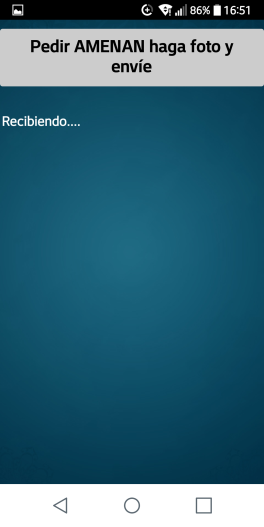 86% 16:51
Pedir AMENAN haga foto y
envíe
Recibiendo....